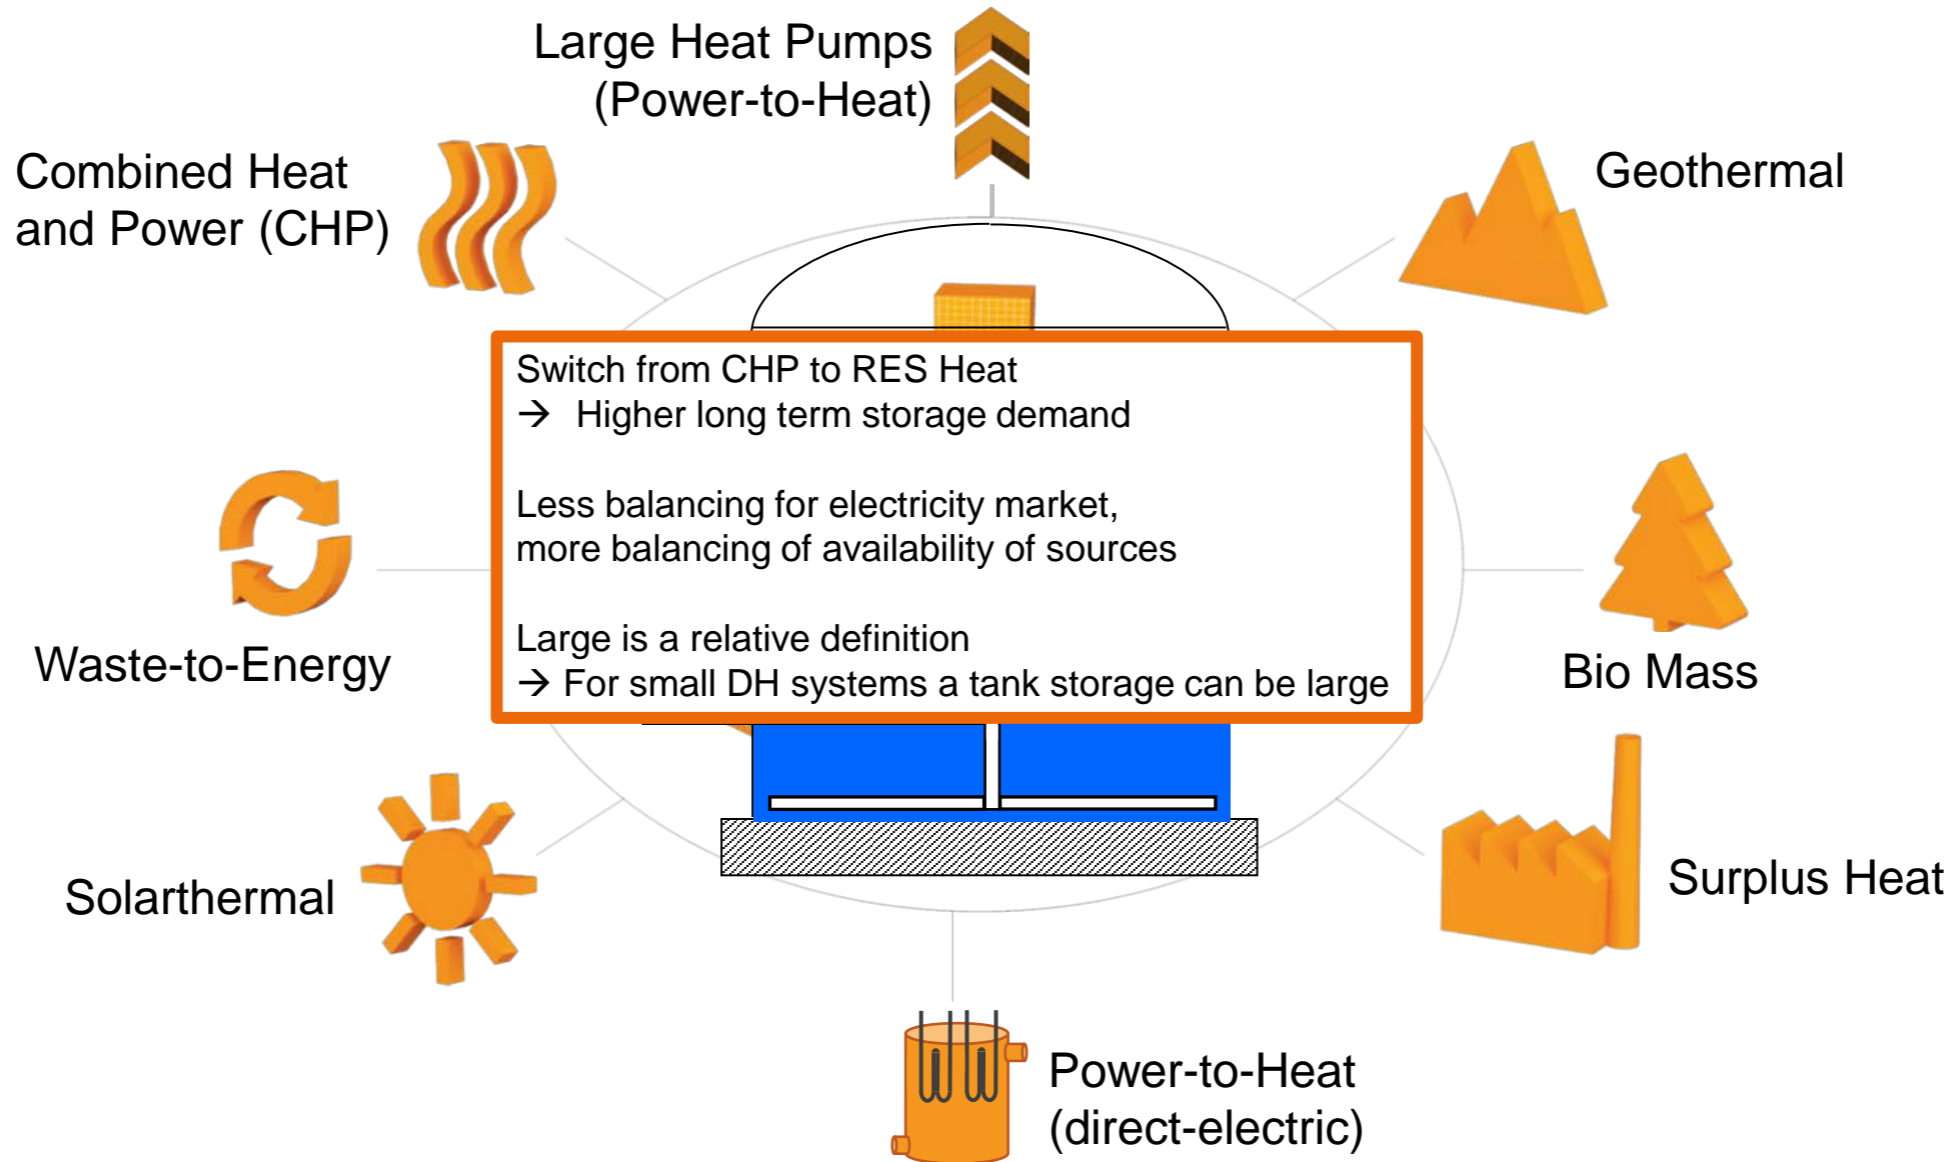 Large Heat Pumps
(Power-to-Heat)
Combined Heat
and Power (CHP)
Geothermal
Switch from CHP to RES Heat
→ Higher long term storage demand
Less balancing for electricity market,
more balancing of availability of sources
Large is a relative definition
→ For small DH systems a tank storage can be large
Waste-to-Energy
Bio Mass
Solarthermal
Surplus Heat
Power-to-Heat
(direct-electric)